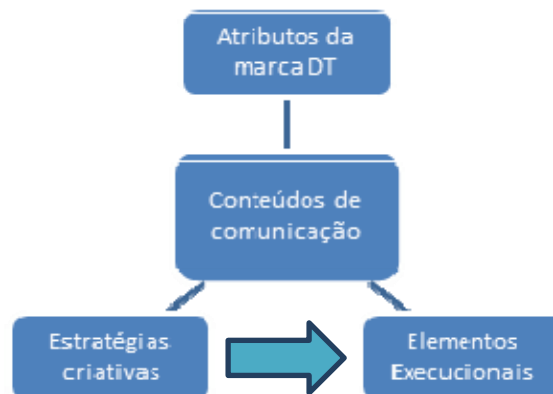 Atributos da
marca DT
Conteúdos de
comunicação
Estratégias
criativas
Elementos
Execucionais